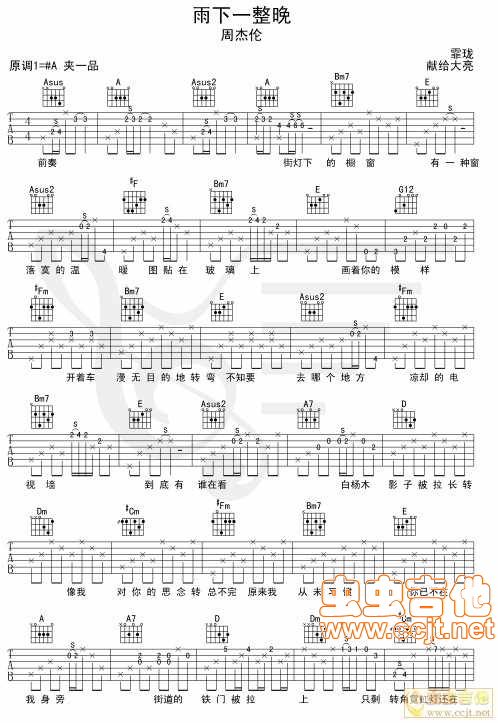 雨下一整晚
周杰伦
原调1=#A 夹一品
霏珑
献给大亮
Asus A Asus2 Bm7 E
前奏 街灯下 的 橱 窗 有 一 种 窗
Asus2 #F Bm7 E G12
落 寞 的 温 暖 图 贴 在 玻 璃 上 画 着 你 的 模 样
#Fm Bm7 E Asus2 #Fm
开 着 车 漫 无 目 的 地 转 弯 不 知 要 去 哪 个 地 方 凉 却 的 电
Bm7 E Asus2 A7 D
视 墙 到 底 有 谁 在 看 白 杨 木 影 子 被 拉 长 转
Dm #Cm #Fm Bm7 E
像 我 对 你 的 思 念 转 总 不 完 原 来 我 从 未 习 惯 你 已 不 在
虫虫吉他
www.ccjt.net
A A7 D Dm #Cm
我 身 旁 街 道 的 铁 门 被 拉 上 只 剩 转 角 霓 虹 灯 还 在
www.ccjt.net